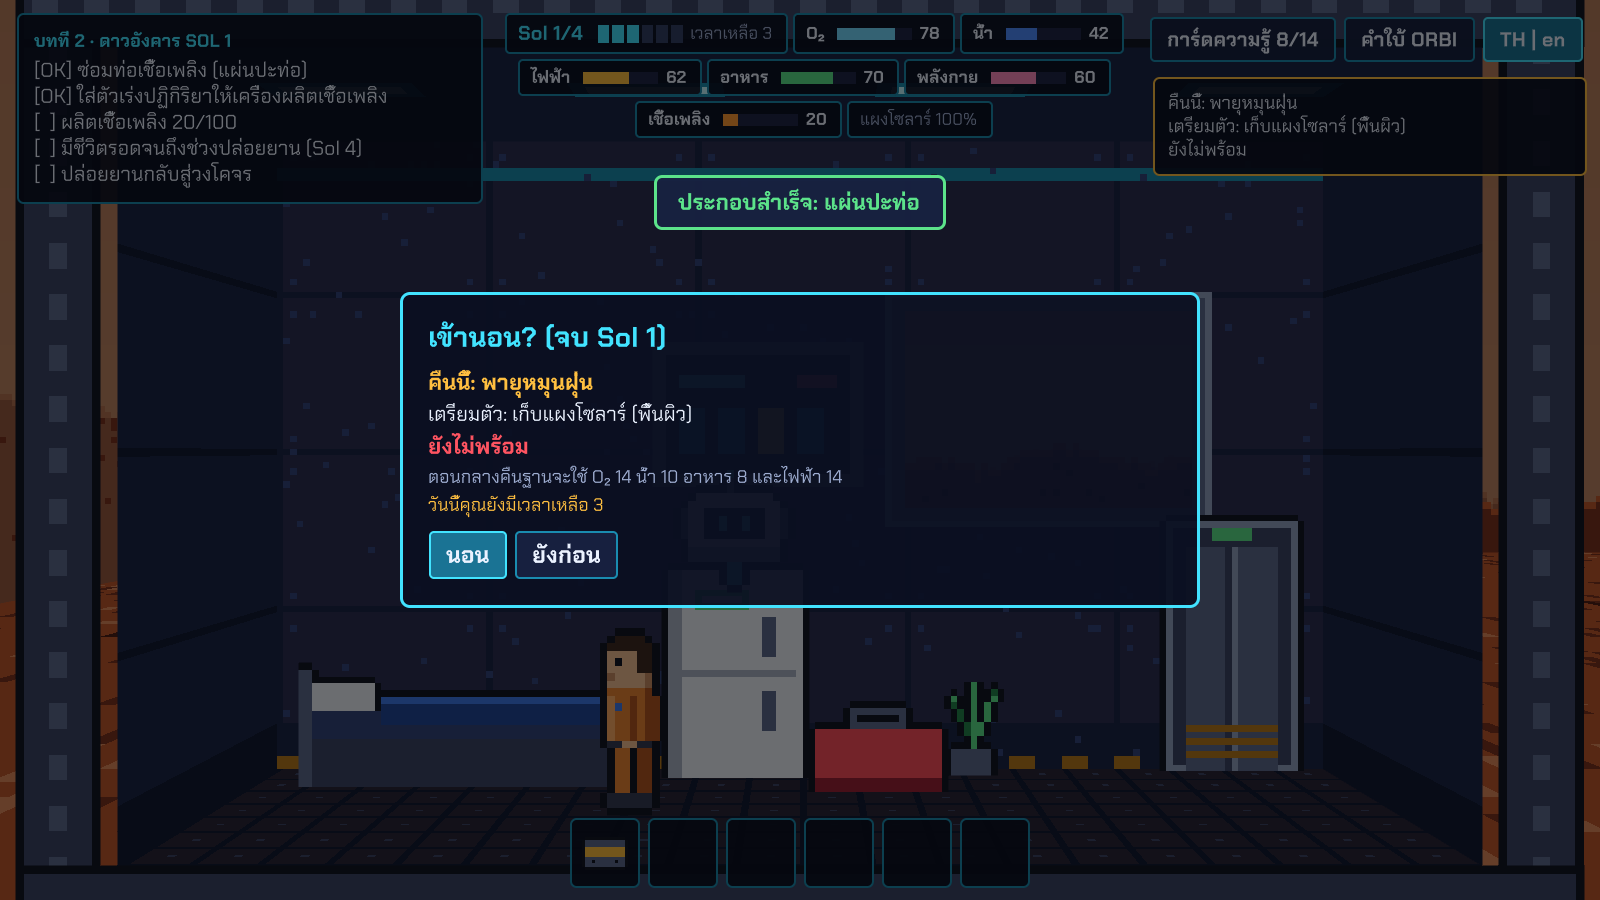 บทที่ 2 · ดาวอังคาร SOL 1
[OK] ซ่อมท่อเชื้อเพลิง (แผ่นปะท่อ)
[OK] ใส่ตัวเร่งปฏิกิริยาให้เครื่องผลิตเชื้อเพลิง
[ ] ผลิตเชื้อเพลิง 20/100
[ ] มีชีวิตรอดจนถึงช่วงปล่อยยาน (Sol 4)
[ ] ปล่อยยานกลับสู่วงโคจร
Sol 1/4 เวลาเหลือ 3
O₂ 78
น้ำ 42
ไฟฟ้า 62
อาหาร 70
พลังกาย 60
เชื้อเพลิง 20
แผงโซลาร์ 100%
การ์ดความรู้ 8/14
คำใบ้ ORBI
TH | en
คืนนี้: พายุหมุนฝุ่น
เตรียมตัว: เก็บแผงโซลาร์ (พื้นผิว)
ยังไม่พร้อม
ประกอบสำเร็จ: แผ่นปะท่อ
เข้านอน? (จบ Sol 1)
คืนนี้: พายุหมุนฝุ่น
เตรียมตัว: เก็บแผงโซลาร์ (พื้นผิว)
ยังไม่พร้อม
ตอนกลางคืนฐานจะใช้ O₂ 14 น้ำ 10 อาหาร 8 และไฟฟ้า 14
วันนี้คุณยังมีเวลาเหลือ 3
นอน
ยังก่อน